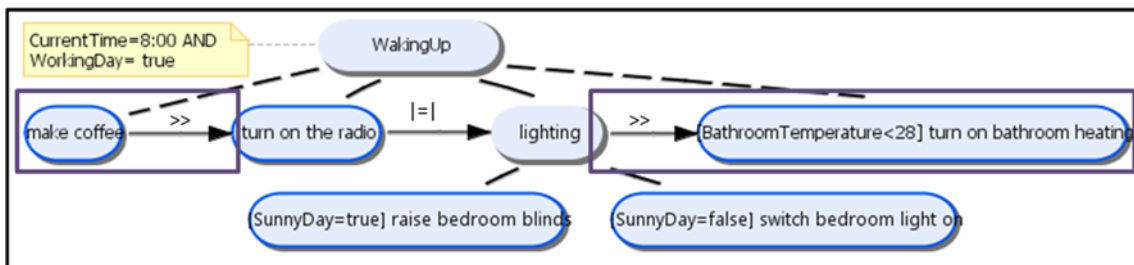 CurrentTime=8:00 AND
WorkingDay= true
WakingUp
make coffee
>>
turn on the radio
|=|
lighting
>>
[BathroomTemperature<28] turn on bathroom heating
[SunnyDay=true] raise bedroom blinds
[SunnyDay=false] switch bedroom light on